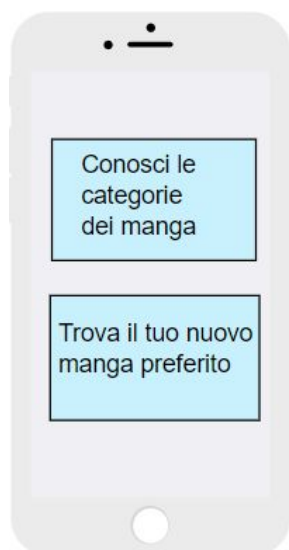 Conosci le
categorie
dei manga
Trova il tuo nuovo
manga preferito